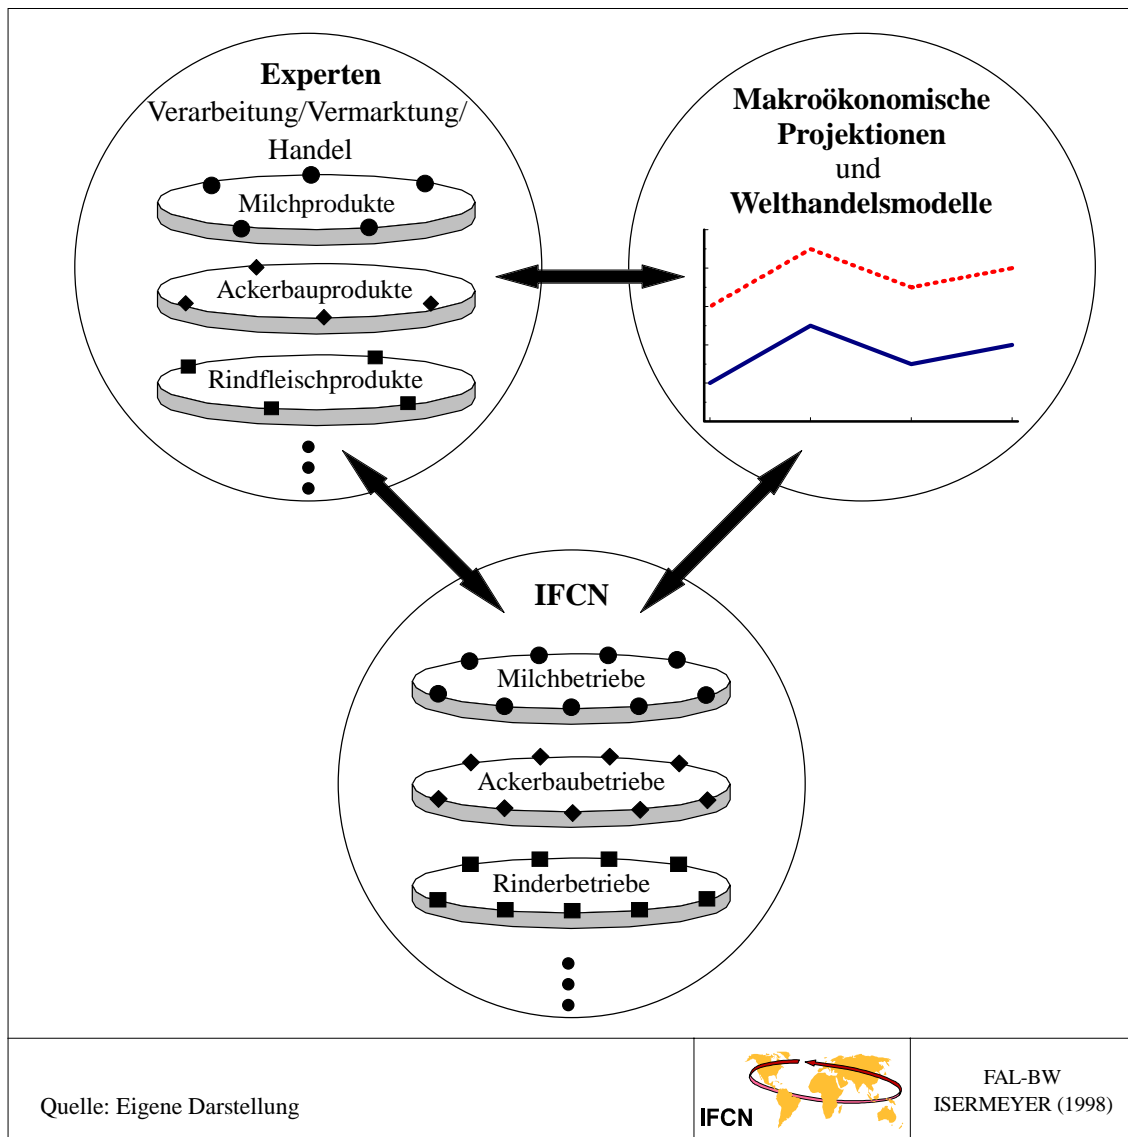 Experten
Verarbeitung/Vermarktung/
Handel
Milchprodukte
Ackerbauprodukte
Rindfleischprodukte
Makroökonomische
Projektionen
und
Welthandelsmodelle
IFCN
Milchbetriebe
Ackerbaubetriebe
Rinderbetriebe
Quelle: Eigene Darstellung
IFCN
FAL-BW
ISERMEYER (1998)